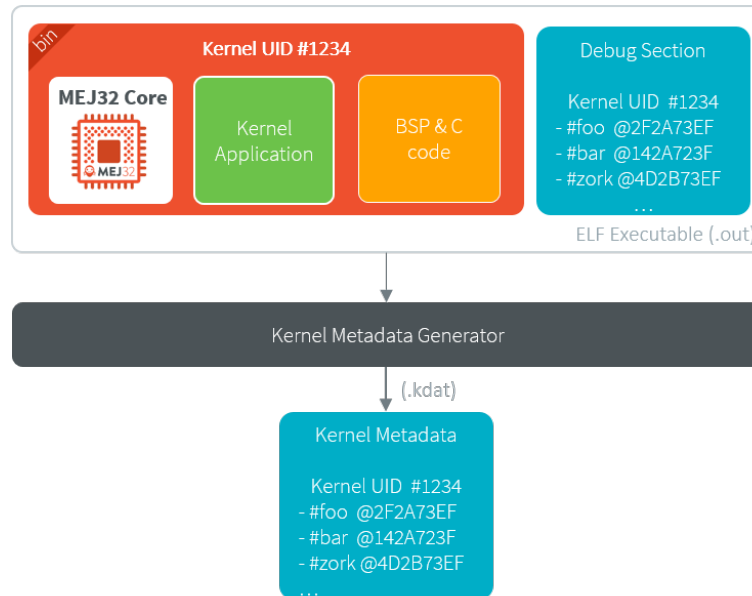 bin
Kernel UID #1234
MEJ32 Core
MEJ32
Kernel
Application
BSP & C
code
Debug Section
Kernel UID #1234
- #foo @2F2A73EF
- #bar @142A723F
- #zork @4D2B73EF
...
ELF Executable (.out)
Kernel Metadata Generator
(.kdat)
Kernel Metadata
Kernel UID #1234
- #foo @2F2A73EF
- #bar @142A723F
- #zork @4D2B73EF
...